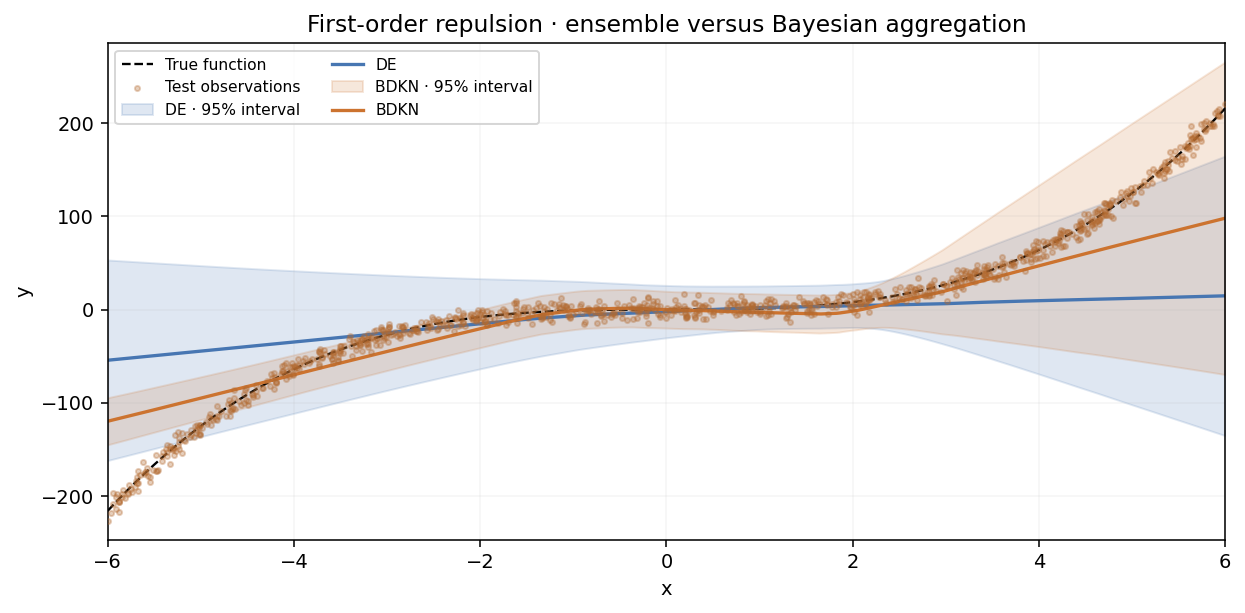 First-order repulsion · ensemble versus Bayesian aggregation
True function
Test observations
DE · 95% interval
DE
BDKN · 95% interval
BDKN
y
200
100
0
−100
−200
−6
−4
−2
0
2
4
6
x